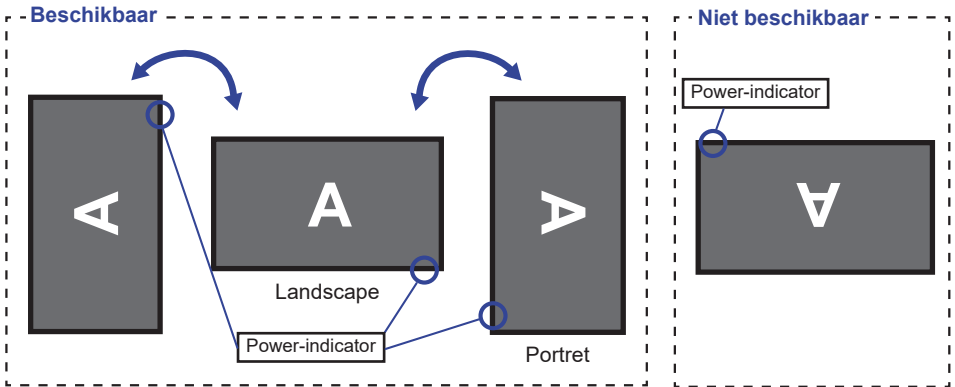 Beschikbaar
A
A
A
Landscape
Power-indicator
Portret
Niet beschikbaar
Power-indicator
A